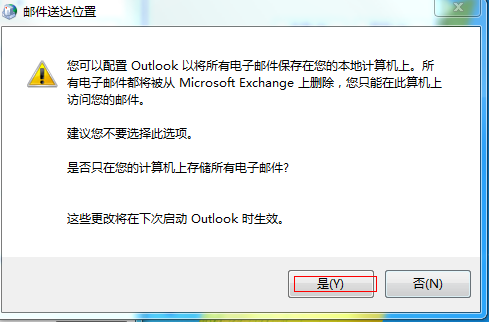 邮件送达位置
您可以配置 Outlook 以将所有电子邮件保存在您的本地计算机上。所
有电子邮件都将被从 Microsoft Exchange 上删除，您只能在此算机上
访问您的邮件。
建议您不要选择此选项。
是否只在您的计算机上存储所有电子邮件?
这些更改将在下次启动 Outlook 时生效。
是(Y)
否(N)